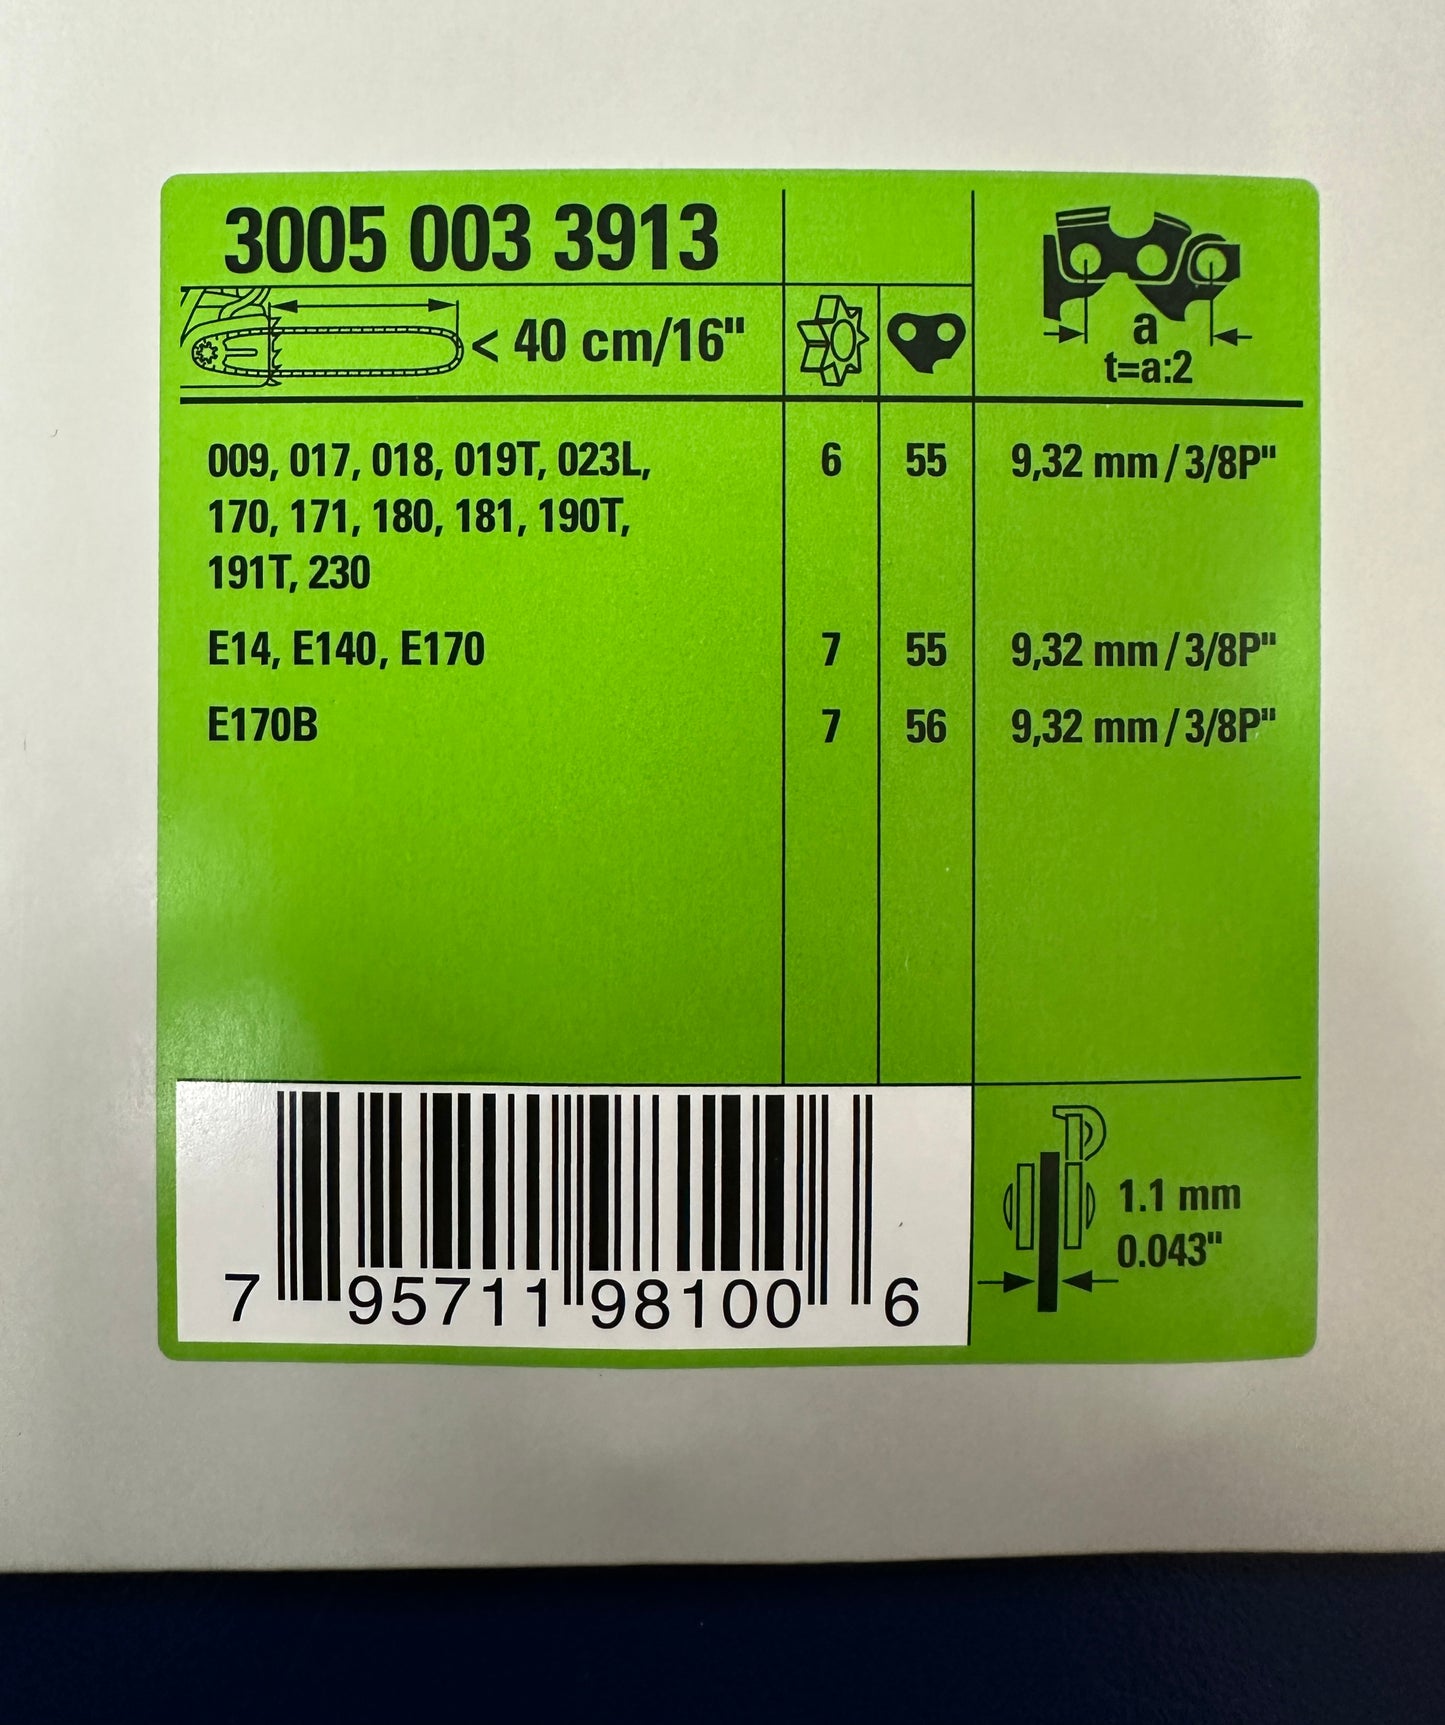 3005 003 3913
< 40 cm/16"
a
t=a:2
009, 017, 018, 019T, 023L, 6 55 9,32 mm / 3/8P"
170, 171, 180, 181, 190T,
191T, 230
E14, E140, E170 7 55 9,32 mm / 3/8P"
E170B 7 56 9,32 mm / 3/8P"
1.1 mm
0.043"
7 95711 98100 6